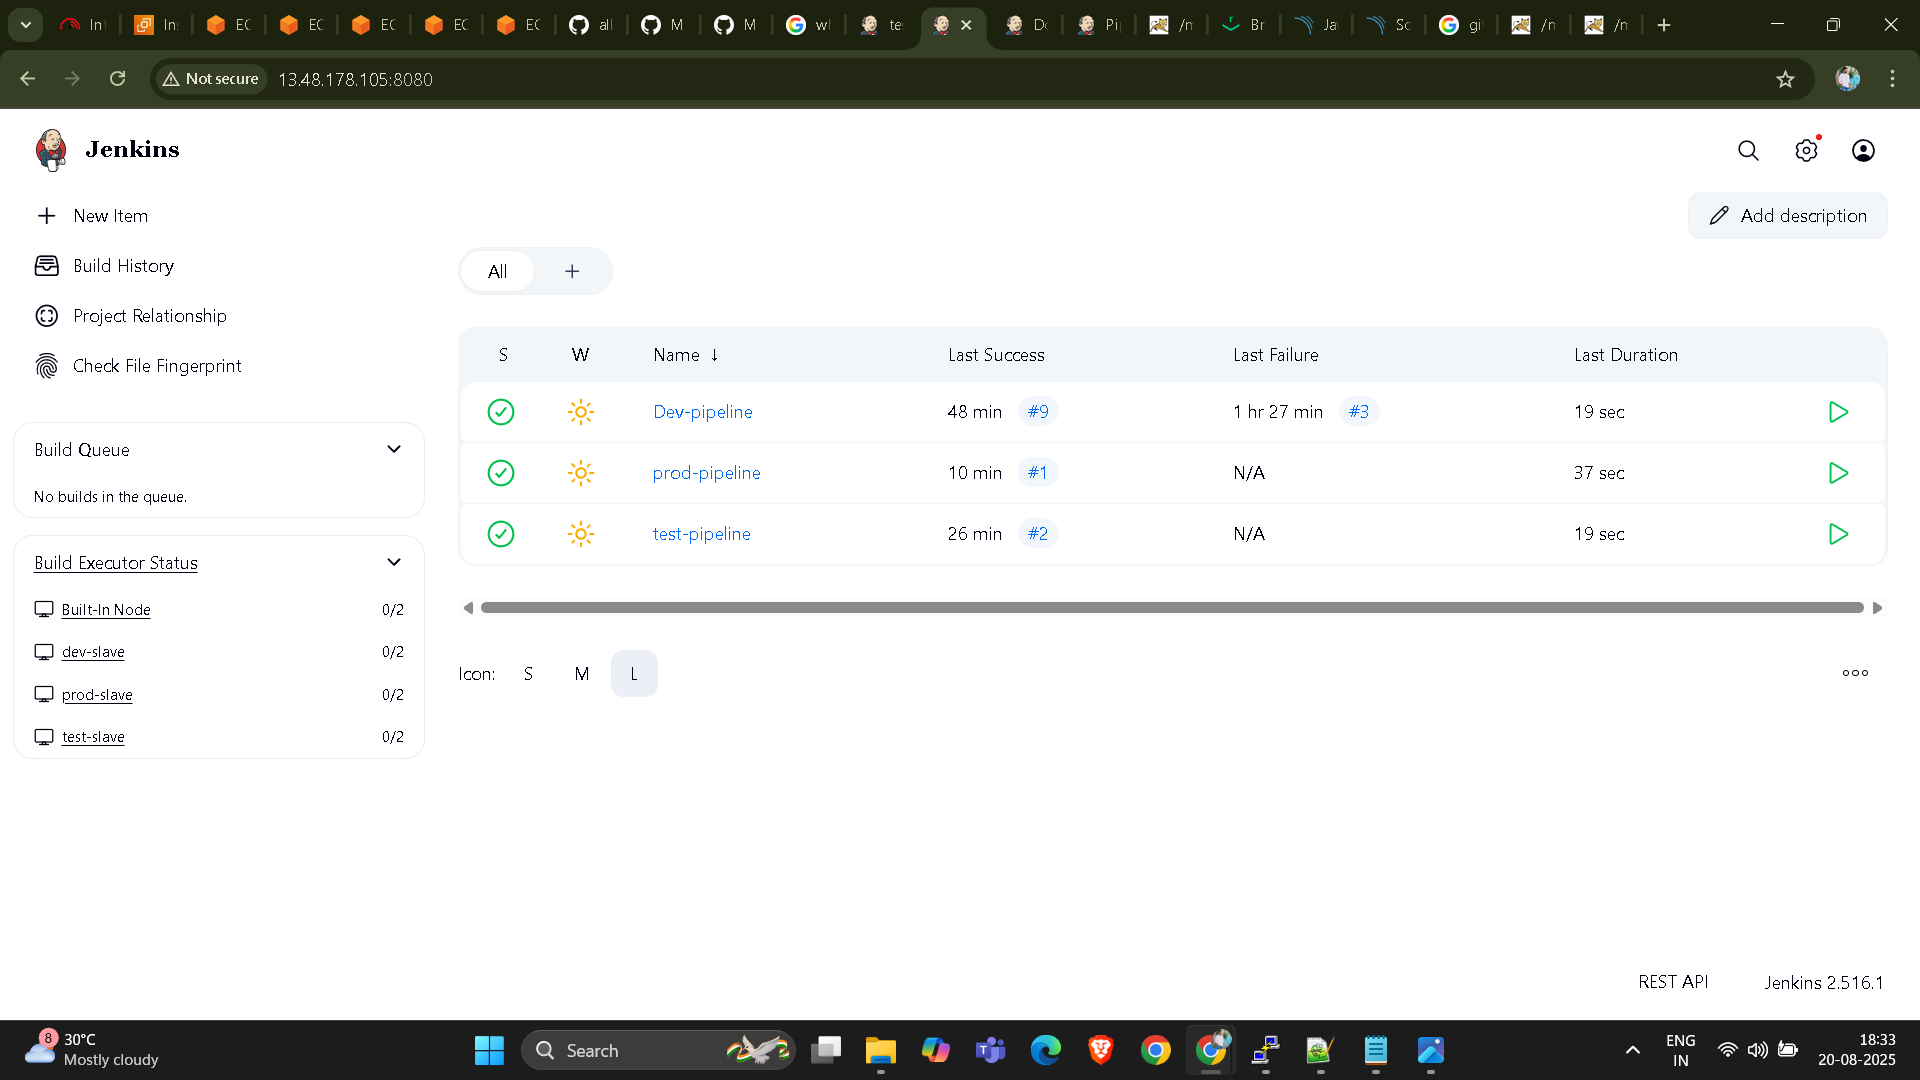 Int
In:
EC
EC
EC
EC
EC
all
M
M
wl
te
De
Pi
/n
Br
Ja
Sc
gi
/n
/n
Not secure
13.48.178.105:8080
Jenkins
New Item
Add description
Build History
All
Project Relationship
S W Name ↓ Last Success Last Failure Last Duration
Check File Fingerprint
Dev-pipeline 48 min #9 1 hr 27 min #3 19 sec
Build Queue
prod-pipeline 10 min #1 N/A 37 sec
No builds in the queue.
test-pipeline 26 min #2 N/A 19 sec
Build Executor Status
Built-In Node 0/2
dev-slave 0/2
Icon: S M L
prod-slave 0/2
test-slave 0/2
REST API
Jenkins 2.516.1
8
30°C
Mostly cloudy
Search
ENG
IN
18:33
20-08-2025